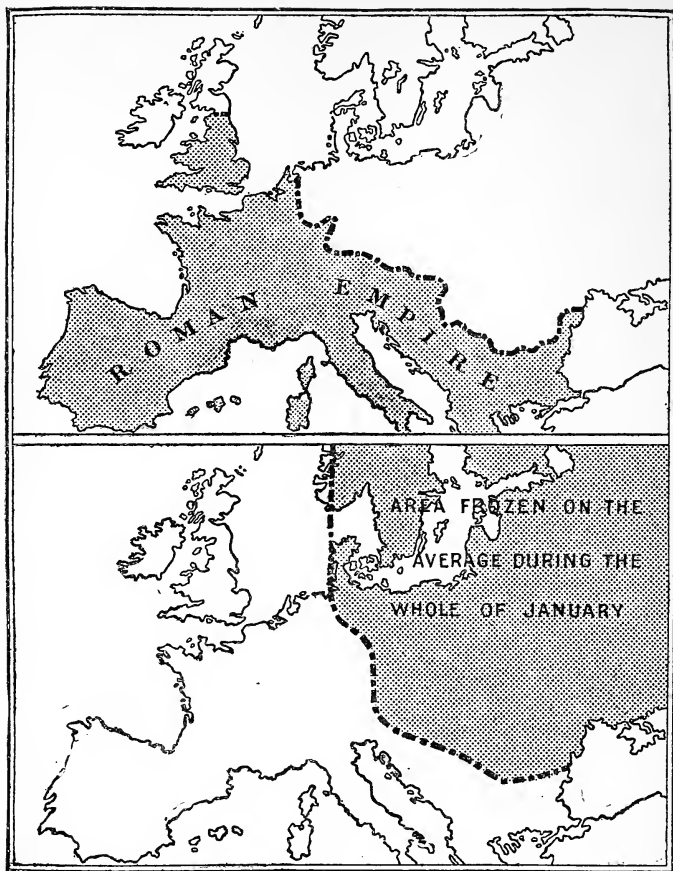 ROMAN EMPIRE
AREA FROZEN ON THE
AVERAGE DURING THE
WHOLE OF JANUARY